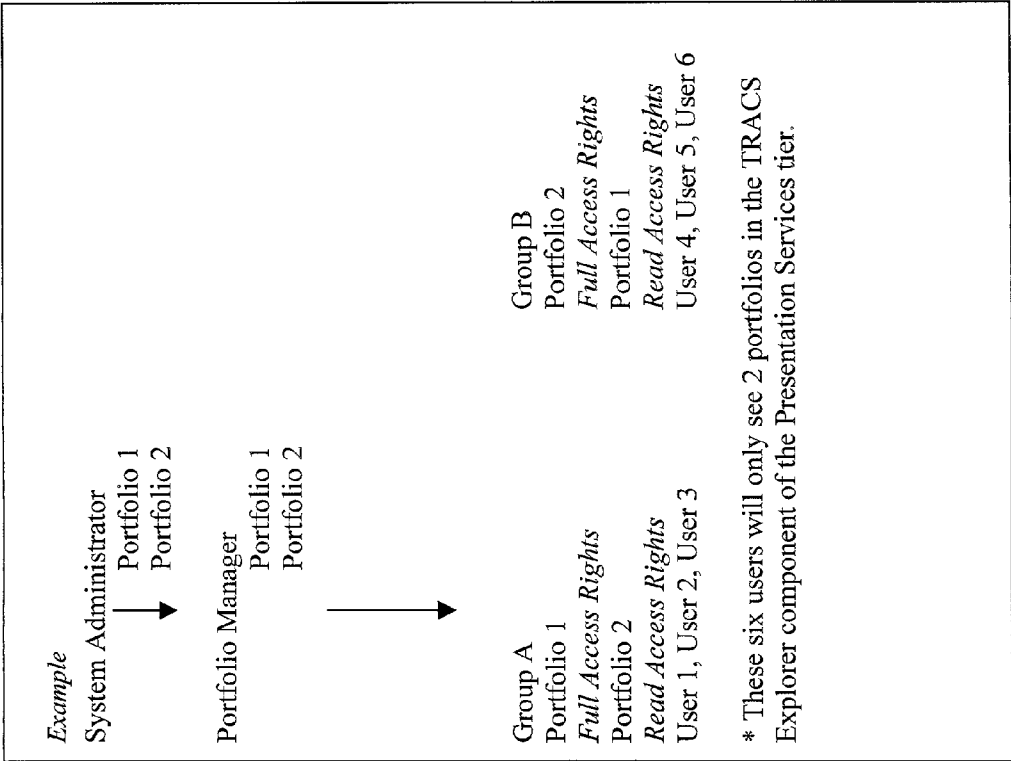 Example
System Administrator
Portfolio 1
Portfolio 2
Portfolio Manager
Portfolio 1
Portfolio 2
Group A
Portfolio 1
Full Access Rights
Portfolio 2
Read Access Rights
User 1, User 2, User 3
Group B
Portfolio 2
Full Access Rights
Portfolio 1
Read Access Rights
User 4, User 5, User 6
* These six users will only see 2 portfolios in the TRACS
Explorer component of the Presentation Services tier.